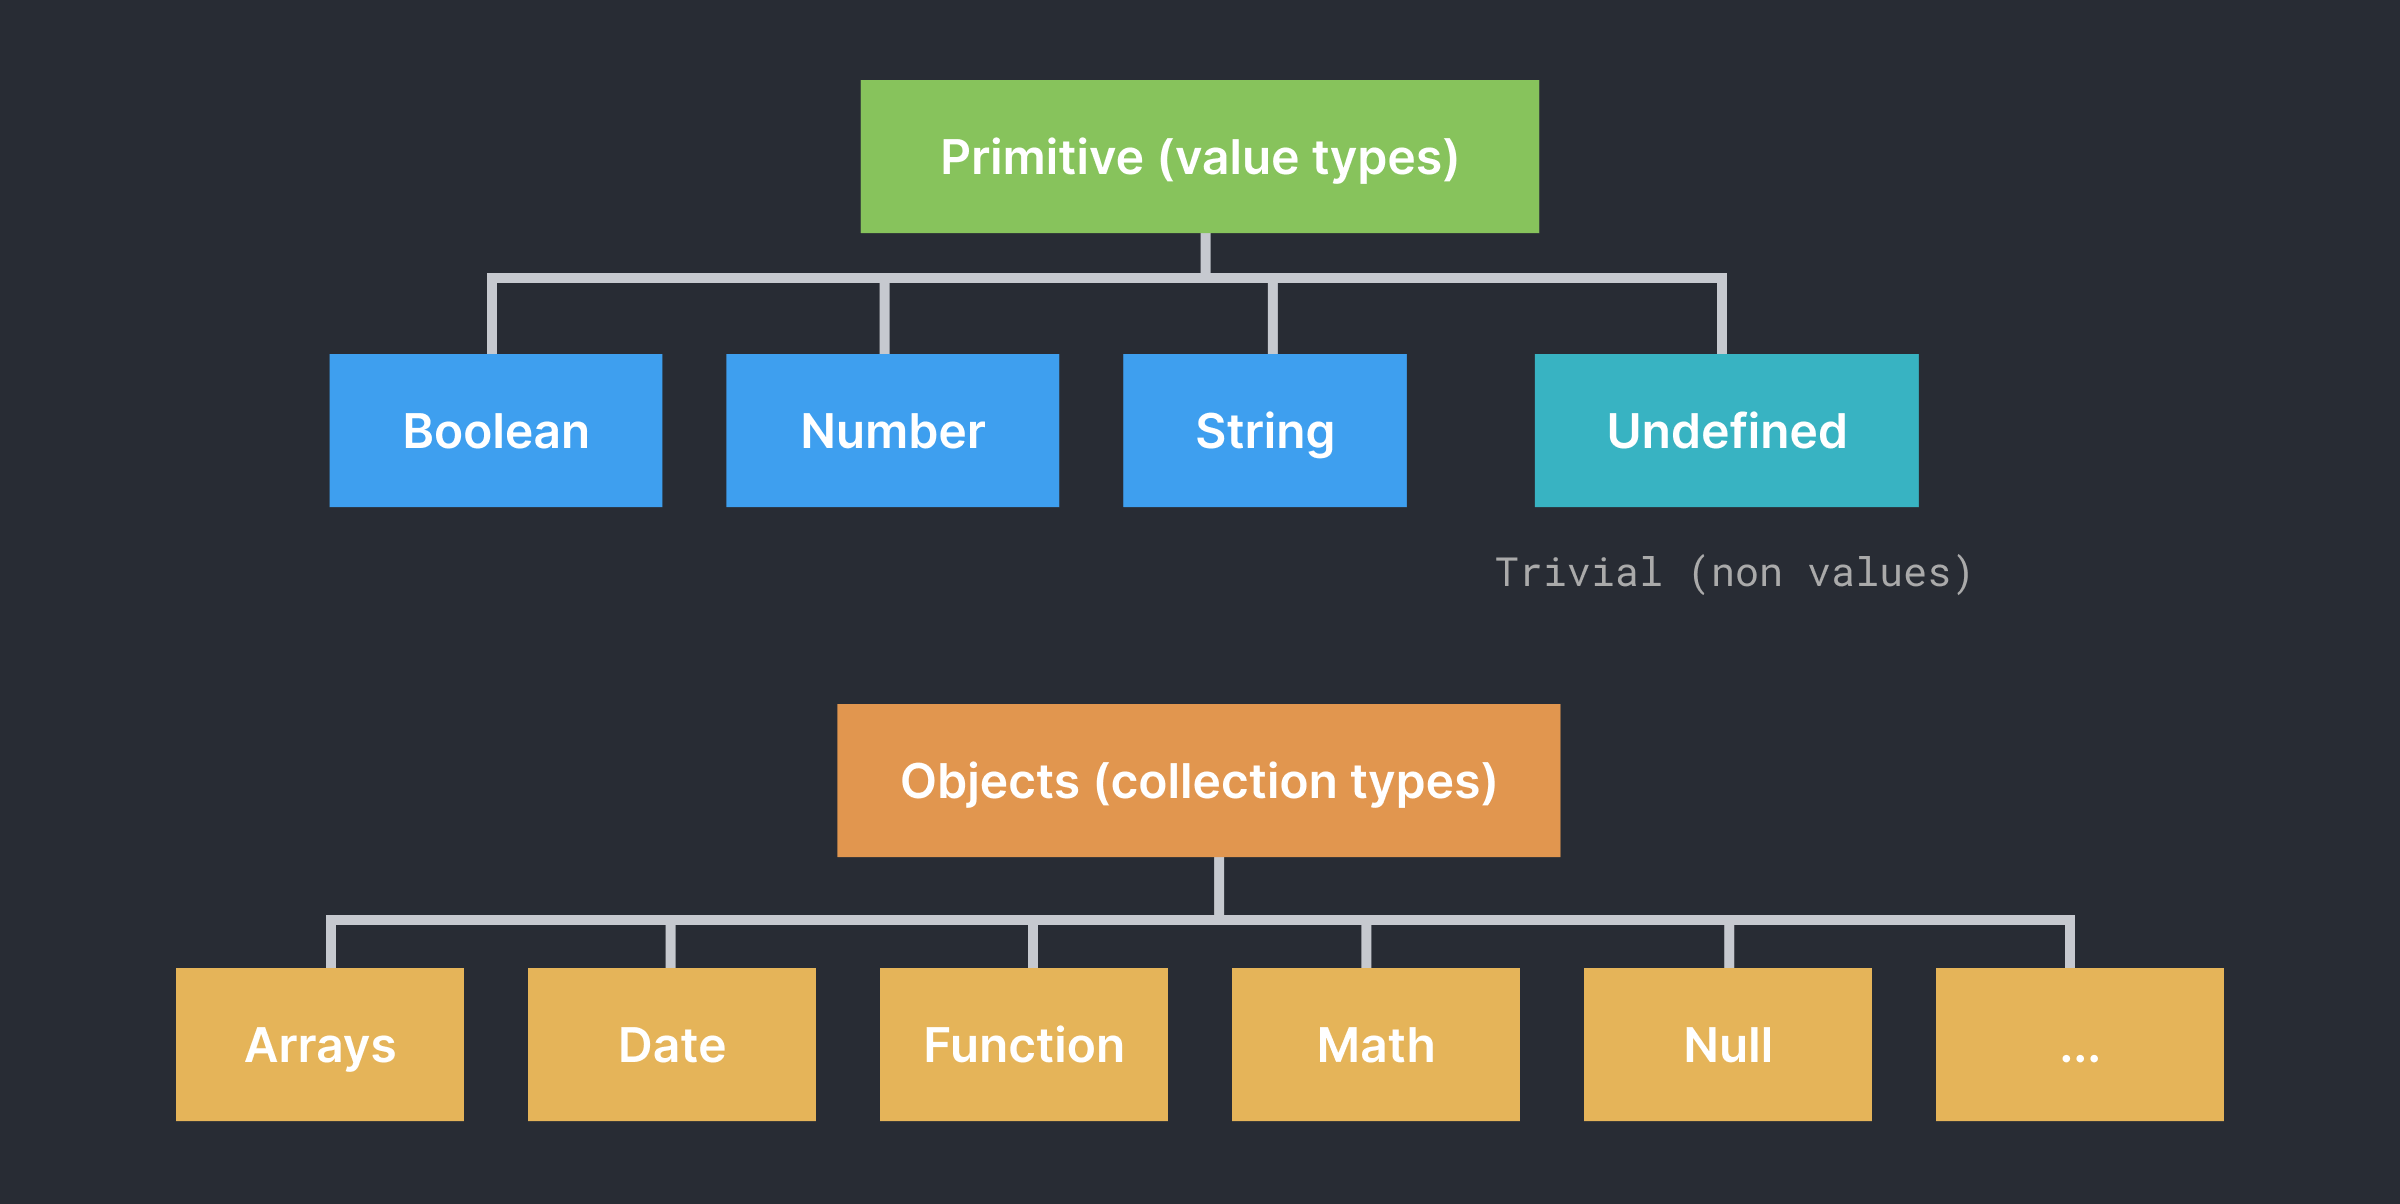 Primitive (value types)
Boolean
Number
String
Undefined
Trivial (non values)
Objects (collection types)
Arrays
Date
Function
Math
Null
...